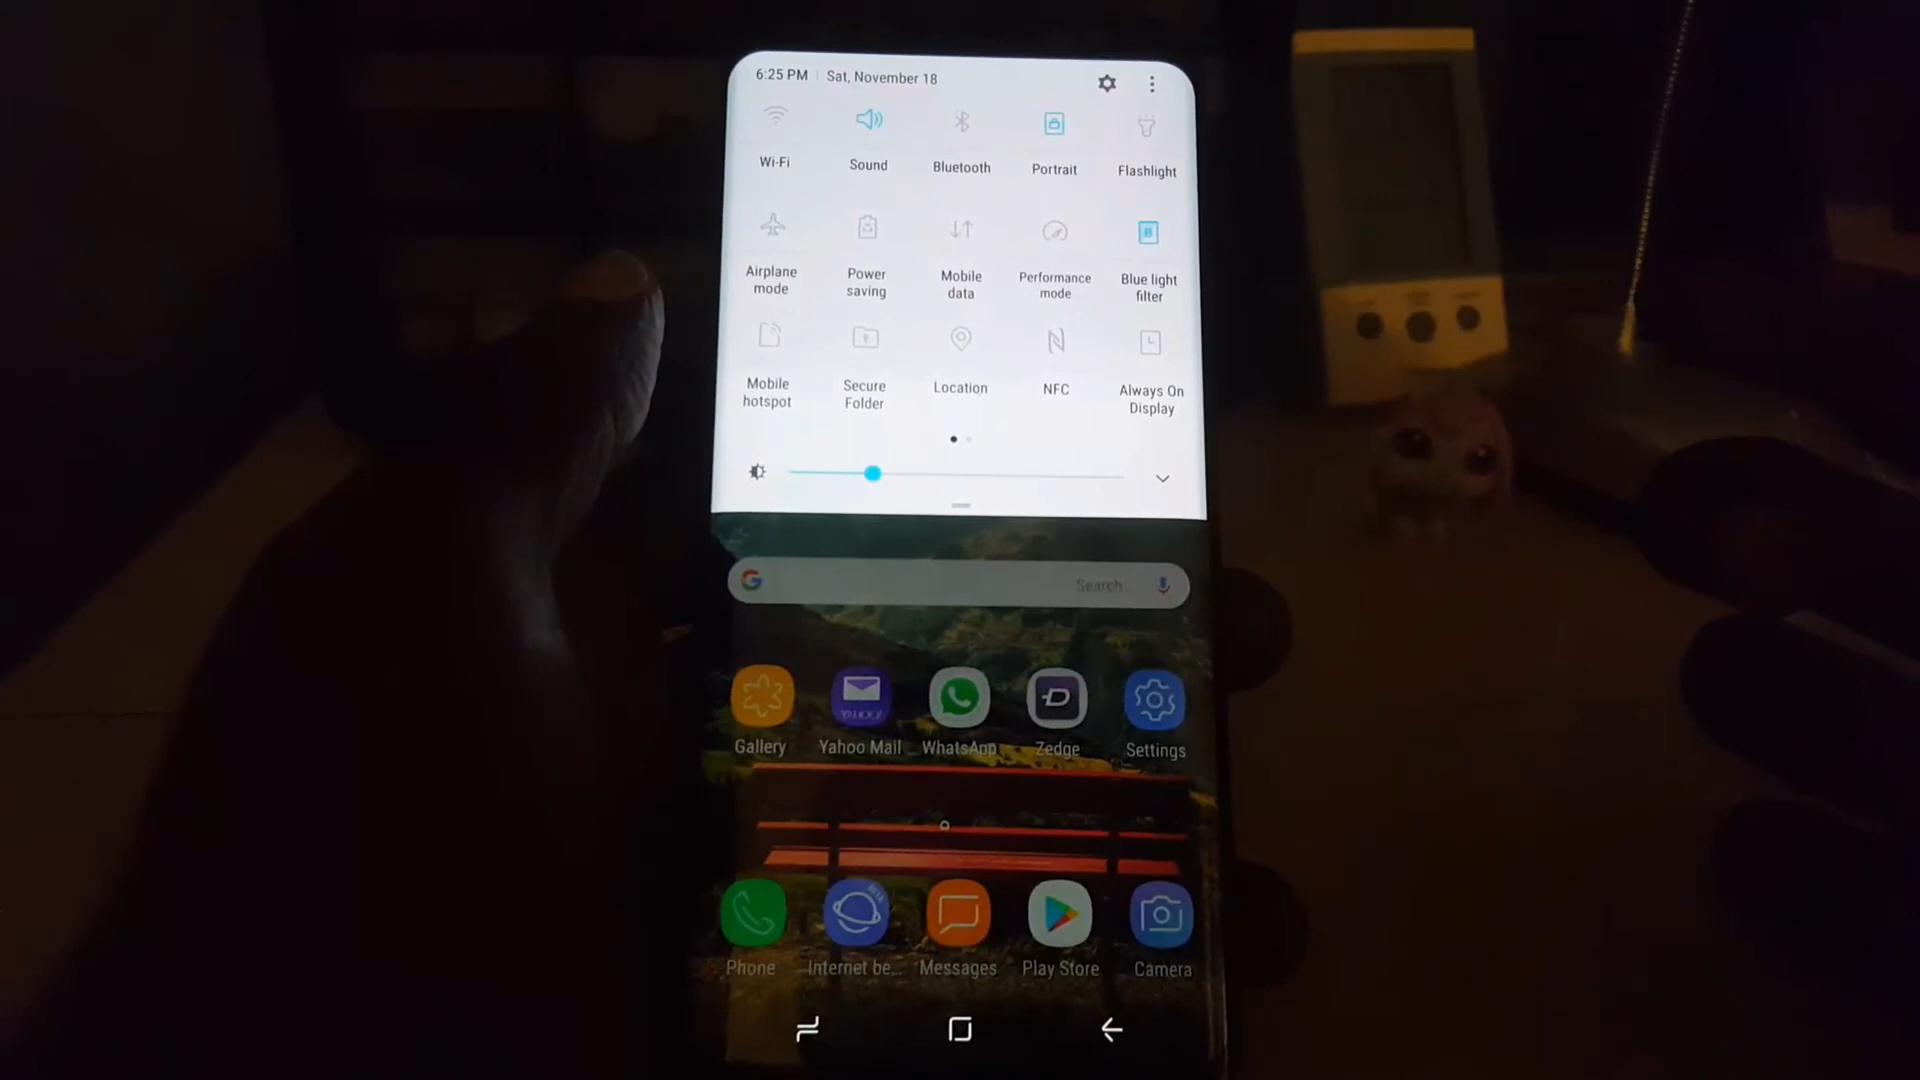 6:25 PM | Sat, November 18
Wi-Fi
Sound
Bluetooth
Portrait
Flashlight
Airplane
mode
Power
saving
Mobile
data
Performance
mode
Blue light
filter
Mobile
hotspot
Secure
Folder
Location
NFC
Always On
Display
Search
YAHOO!
Gallery
Yahoo Mail
WhatsApp
Zedge
Settings
BETA
Phone
Internet be...
Messages
Play Store
Camera